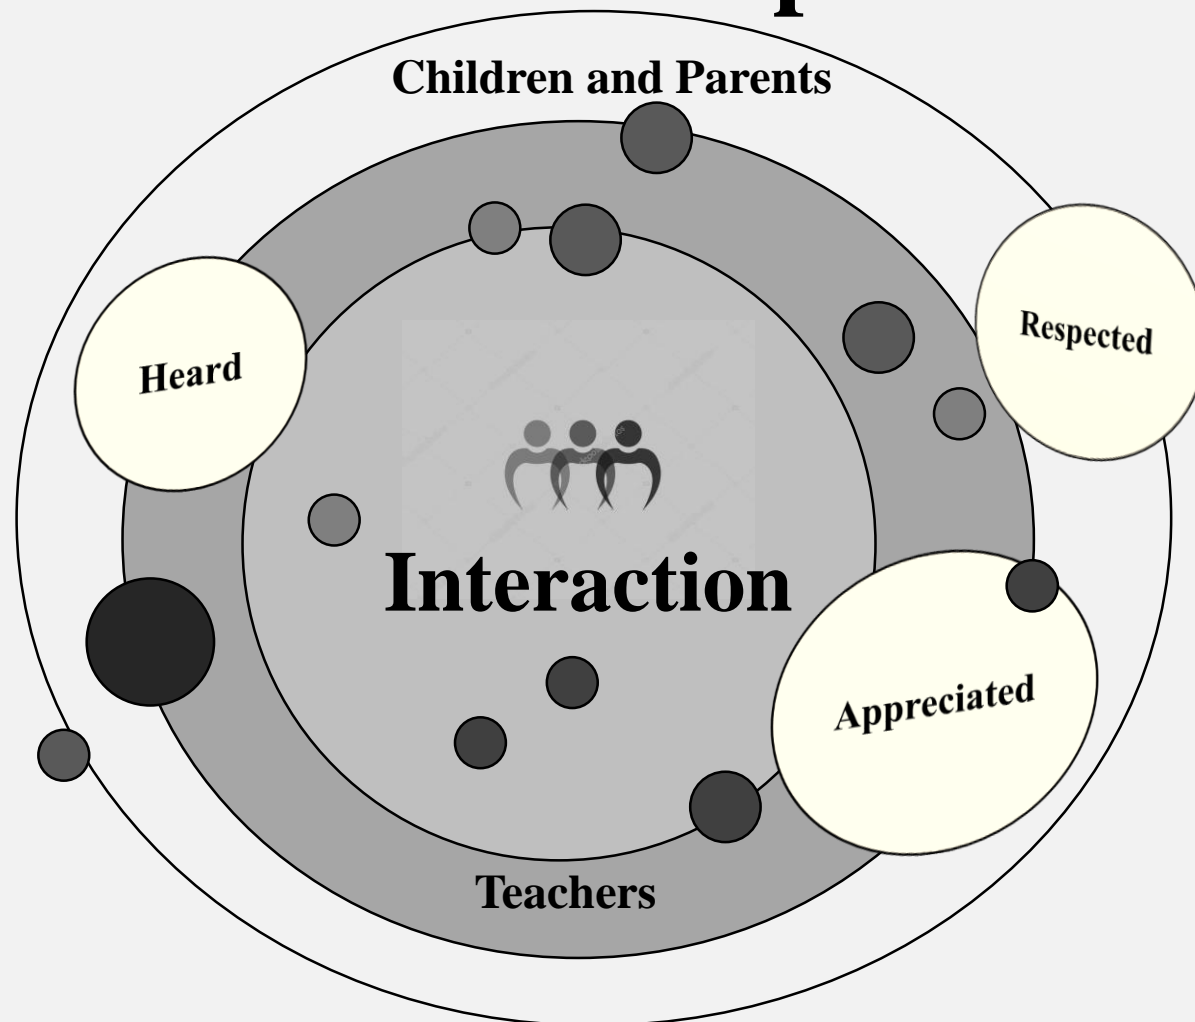 Children and Parents
Respected
Heard
Interaction
Appreciated
Teachers